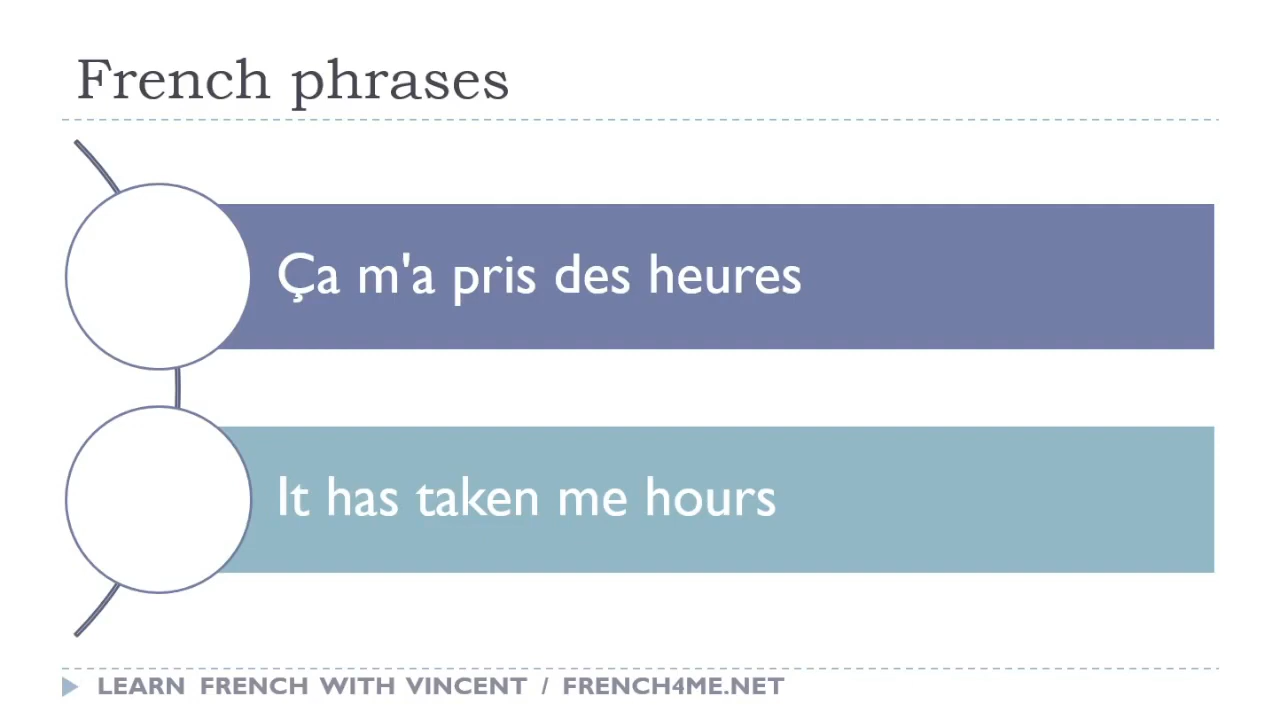 French phrases
Ça m'a pris des heures
It has taken me hours
LEARN FRENCH WITH VINCENT / FRENCH4ME.NET